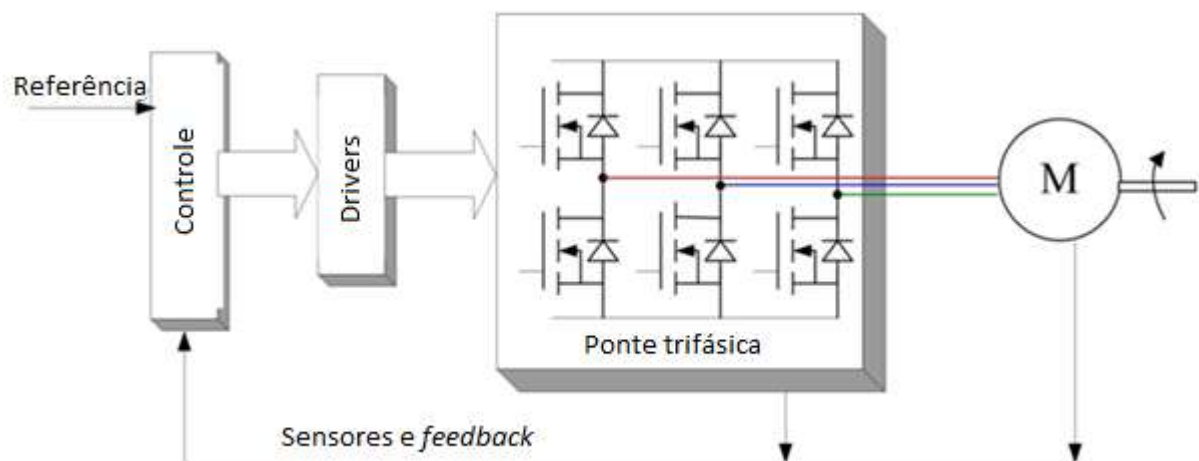 Referência
Controle
Drivers
Ponte trifásica
M
Sensores e feedback